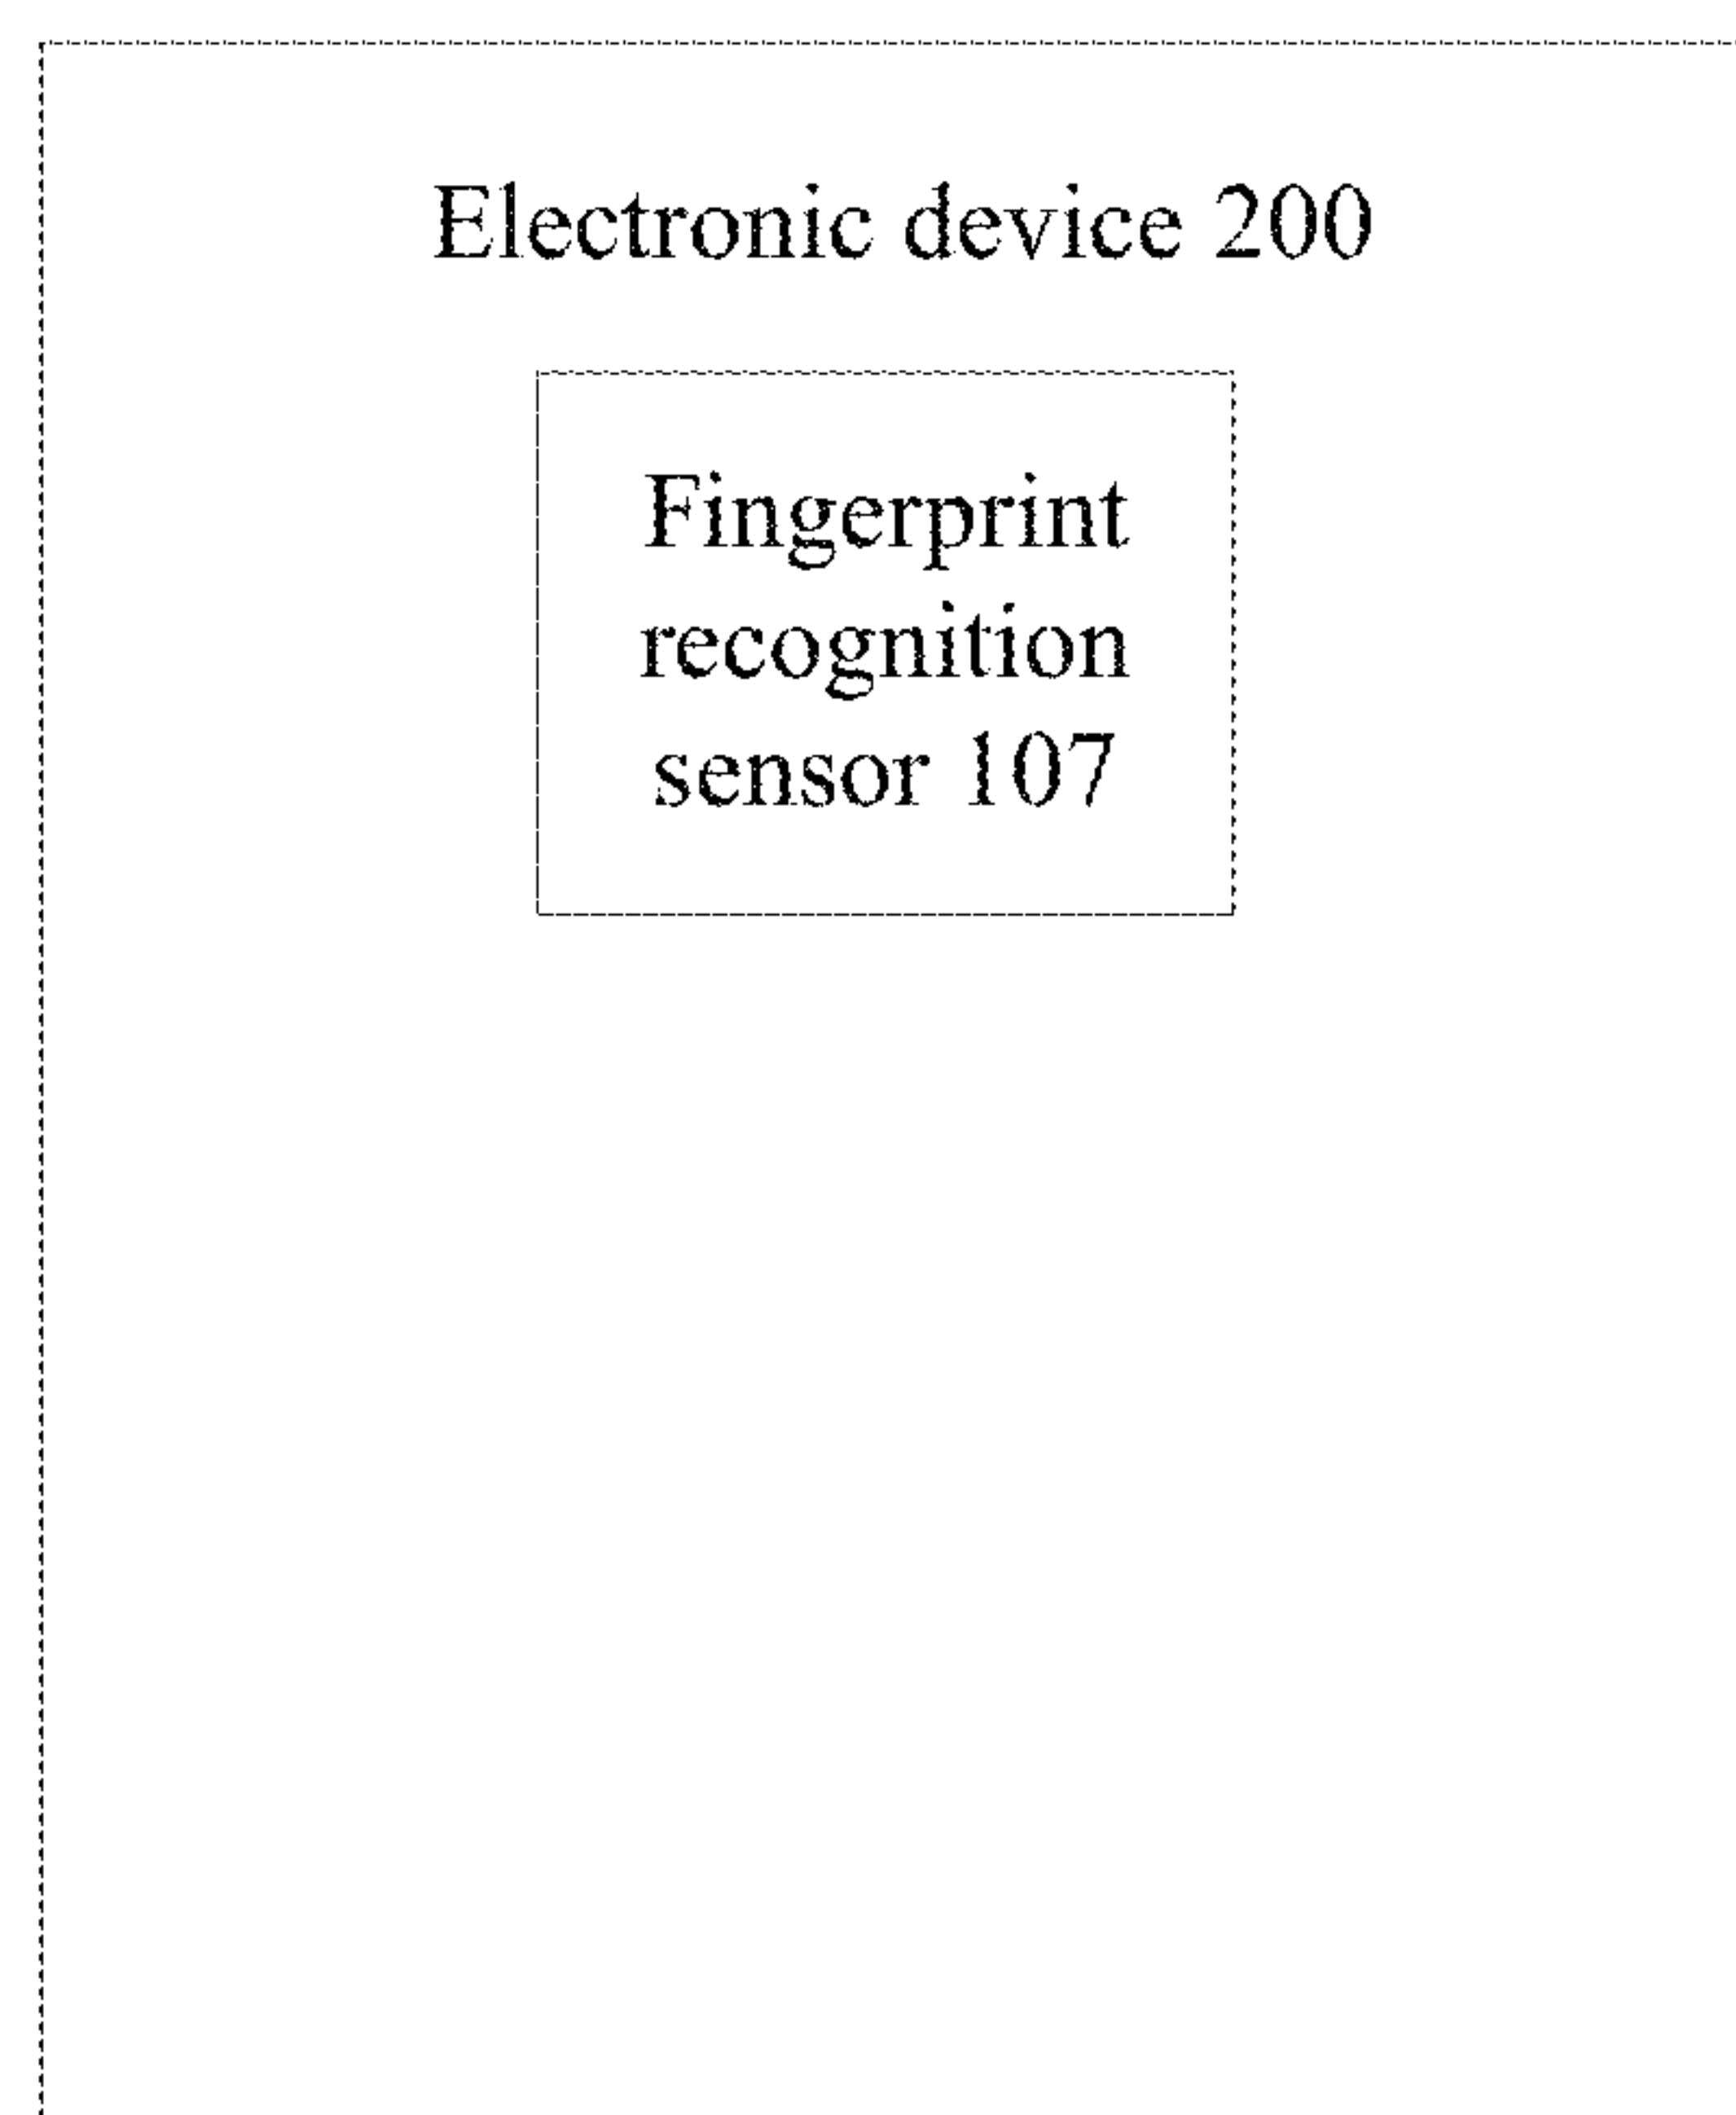 Electronic device 200
Fingerprint
recognition
sensor 107